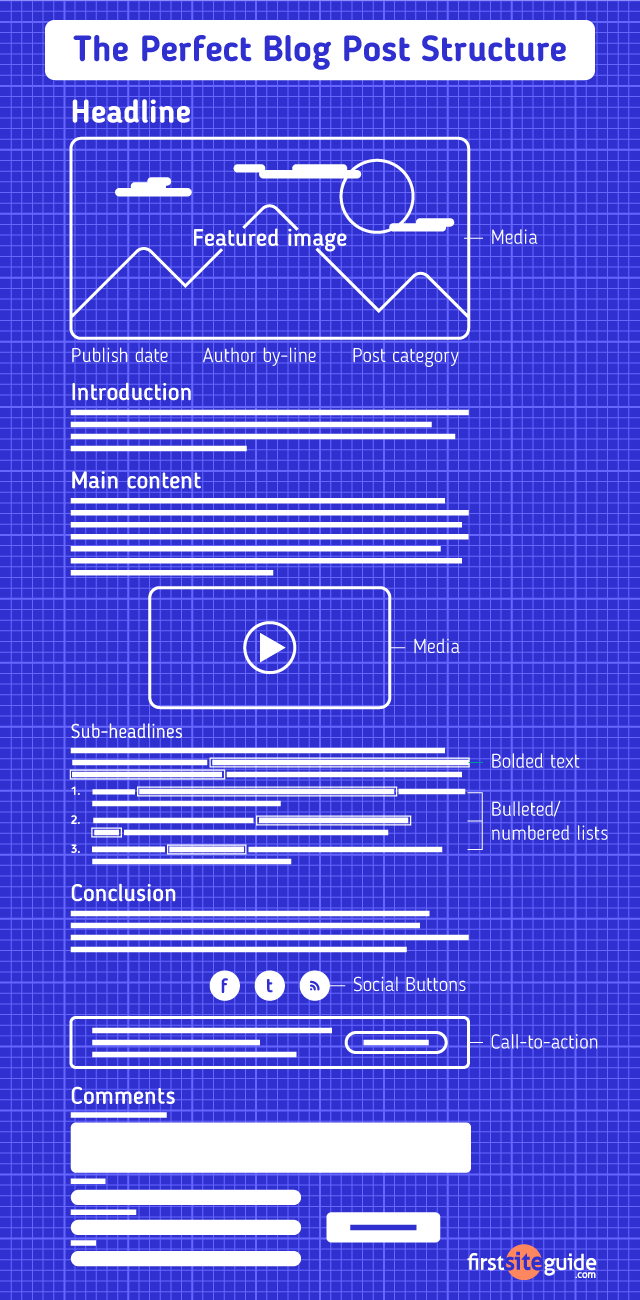 The Perfect Blog Post Structure
Headline
Featured image
Media
Publish date Author by-line Post category
Introduction
Main content
Media
Sub-headlines
Bolded text
1.
Bulleted/
numbered lists
2.
3.
Conclusion
f t
Social Buttons
Call-to-action
Comments
firstsiteguide
.com